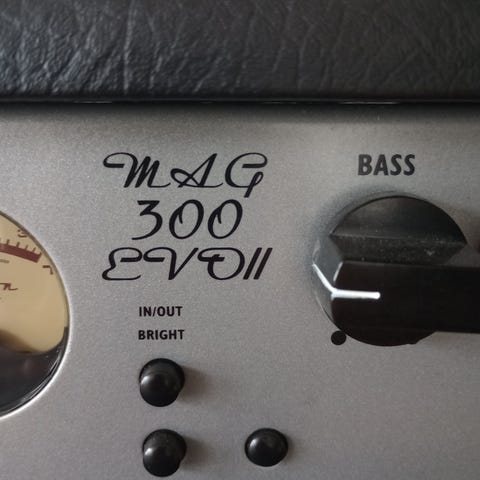 MAG
300
EVOII
BASS
IN/OUT
BRIGHT